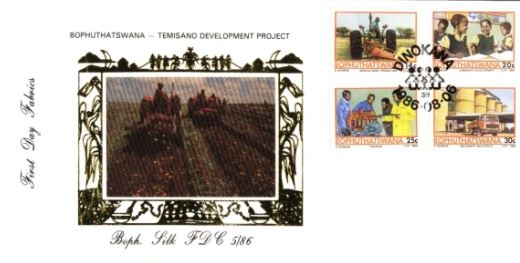 BOPHUTHATSWANA — TEMISANO DEVELOPMENT PROJECT
First Day Fabrics
Boph. Silk FDC 5/86
BOPHUTHATSWANA
20c
BOPHUTHATSWANA
DINOKANA
1986-08-06
25c
BOPHUTHATSWANA
30c
BOPHUTHATSWANA